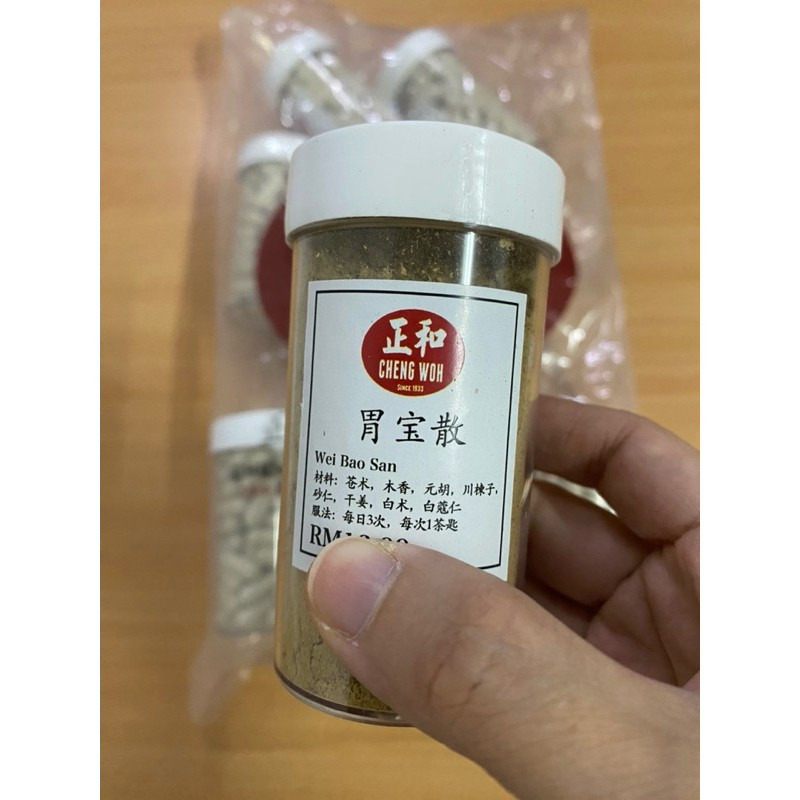 正和
CHENG WOH
SINCE 1933
胃宝散
Wei Bao San
材料：苍术，木香，元胡，川楝子，
砂仁，干姜，白术，白蔻仁
服法：每日3次，每次1茶匙